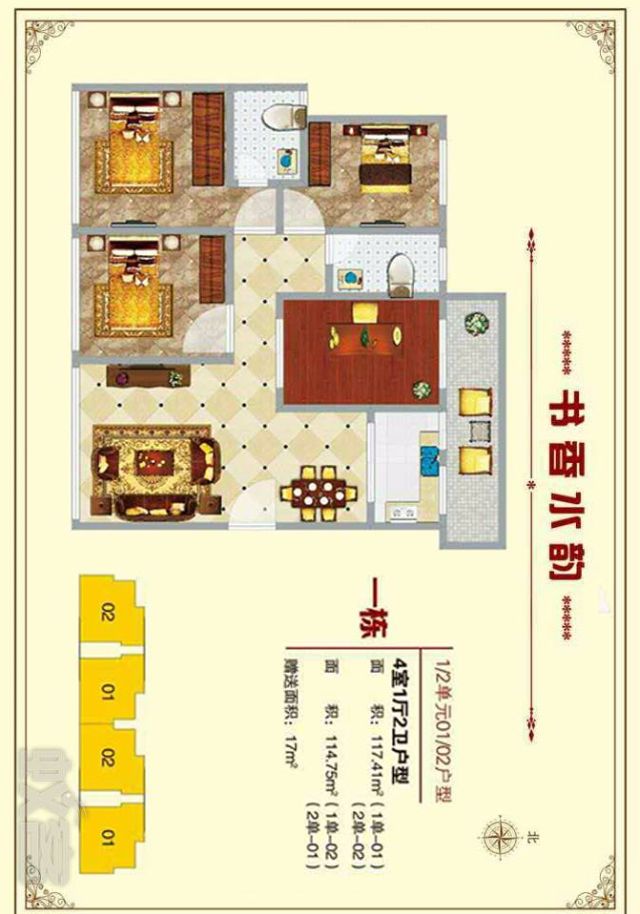 *****
书香水韵
*****
一栋
1/2单元01/02户型
4室1厅2卫户型
面 积：117.41㎡（1单-01）
（2单-02）
面 积：114.75㎡（1单-02）
（2单-01）
赠送面积：17㎡
北
02
01
02
01